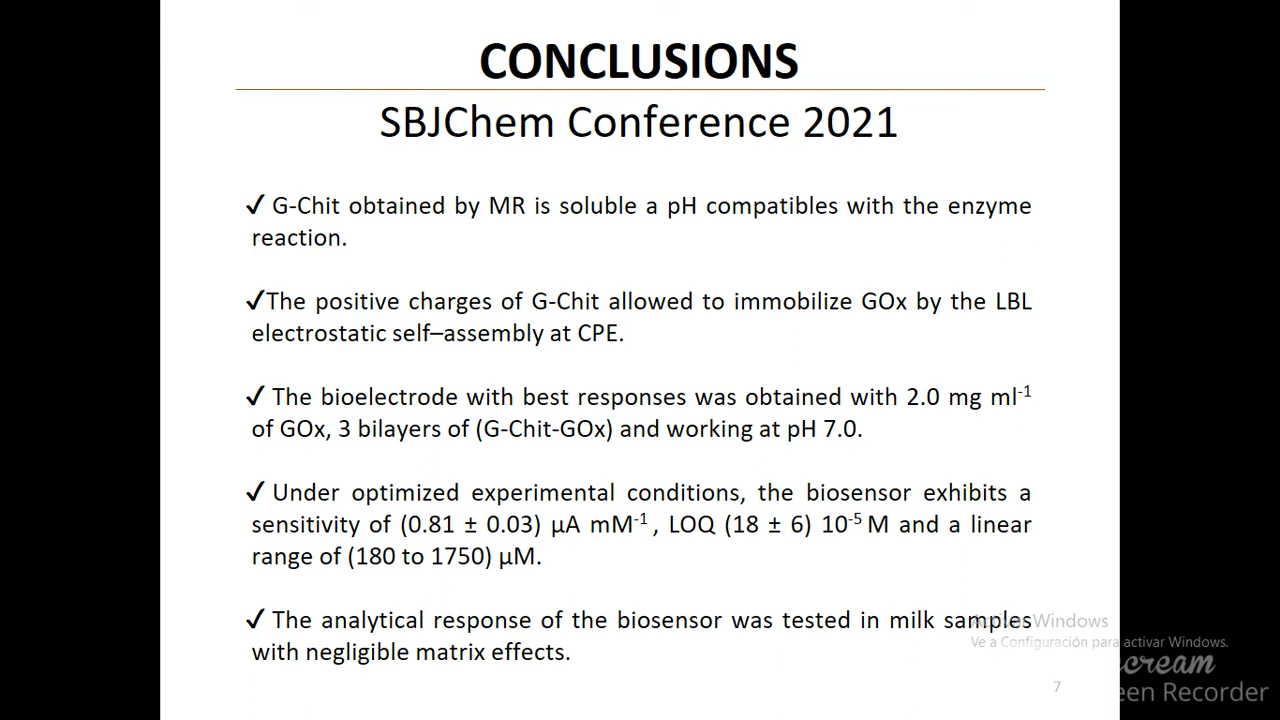 CONCLUSIONS
SBJChem Conference 2021
✓ G-Chit obtained by MR is soluble a pH compatibles with the enzyme
reaction.
✓The positive charges of G-Chit allowed to immobilize GOx by the LBL
electrostatic self–assembly at CPE.
✓ The bioelectrode with best responses was obtained with 2.0 mg ml⁻¹
of GOx, 3 bilayers of (G-Chit-GOx) and working at pH 7.0.
✓ Under optimized experimental conditions, the biosensor exhibits a
sensitivity of (0.81 ± 0.03) µA mM⁻¹ , LOQ (18 ± 6) 10⁻⁵ M and a linear
range of (180 to 1750) µM.
✓ The analytical response of the biosensor was tested in milk samples
with negligible matrix effects.
Activar Windows
Ve a Configuración para activar Windows.
7
Recorder